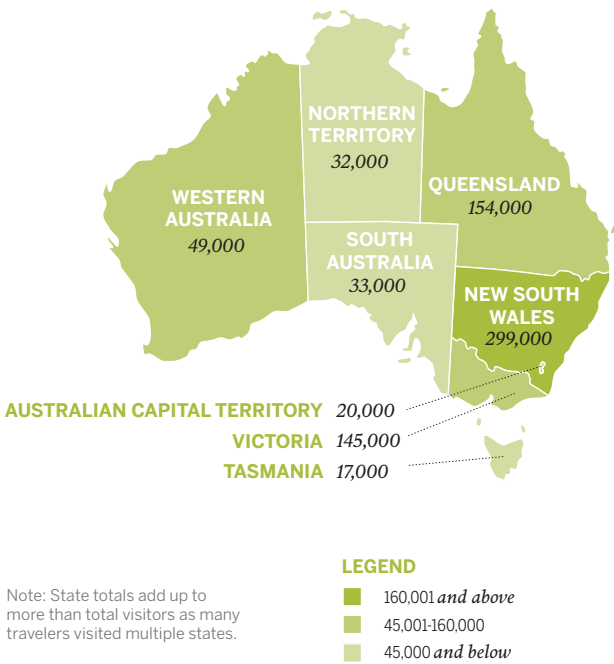 NORTHERN
TERRITORY
32,000
QUEENSLAND
154,000
WESTERN
AUSTRALIA
49,000
SOUTH
AUSTRALIA
33,000
NEW SOUTH
WALES
299,000
AUSTRALIAN CAPITAL TERRITORY 20,000
VICTORIA 145,000
TASMANIA 17,000
Note: State totals add up to
more than total visitors as many
travelers visited multiple states.
LEGEND
160,001 and above
45,001-160,000
45,000 and below